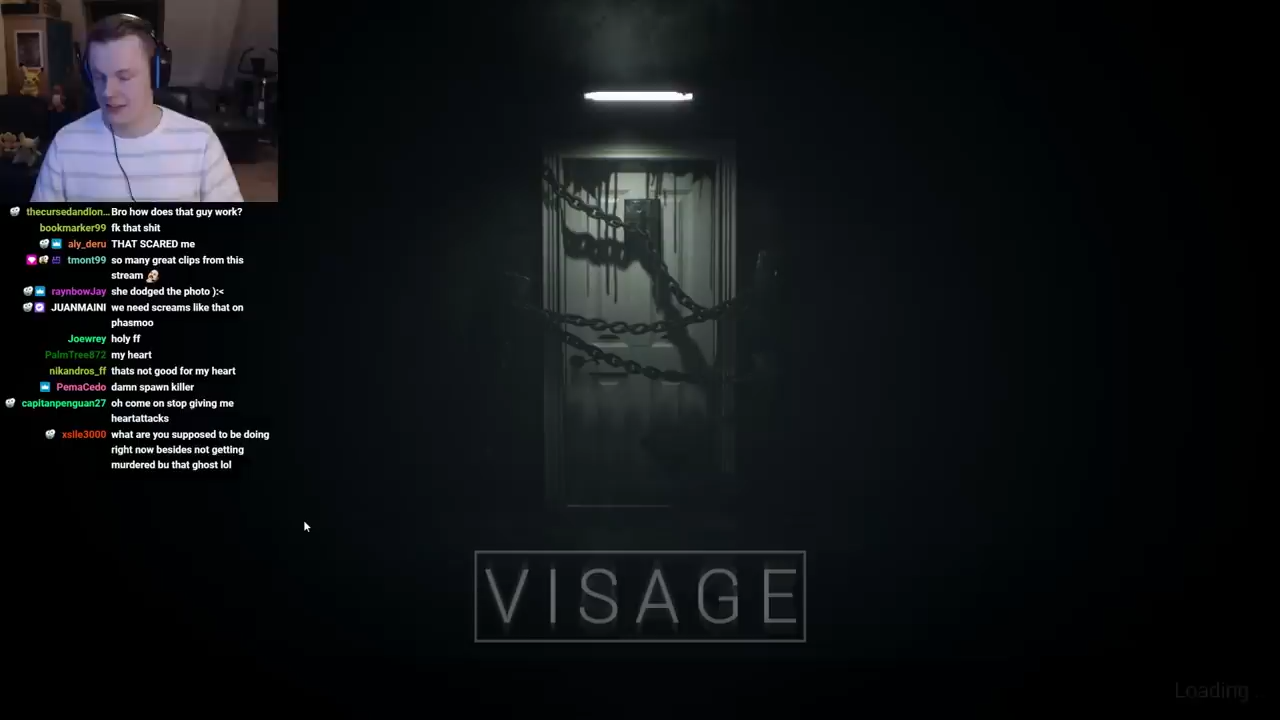 thecursedandlon... Bro how does that guy work?
bookmarker99 fk that shit
aly_deru THAT SCARED me
tmont99 so many great clips from this
stream
raynbowJay she dodged the photo ):<
JUANMAINI we need screams like that on
phasmoo
Joewrey holy ff
PalmTree872 my heart
nikandros_ff thats not good for my heart
PemaCedo damn spawn killer
capitanpenguan27 oh come on stop giving me
heartattacks
xslle3000 what are you supposed to be doing
right now besides not getting
murdered bu that ghost lol
VISAGE
Loading...